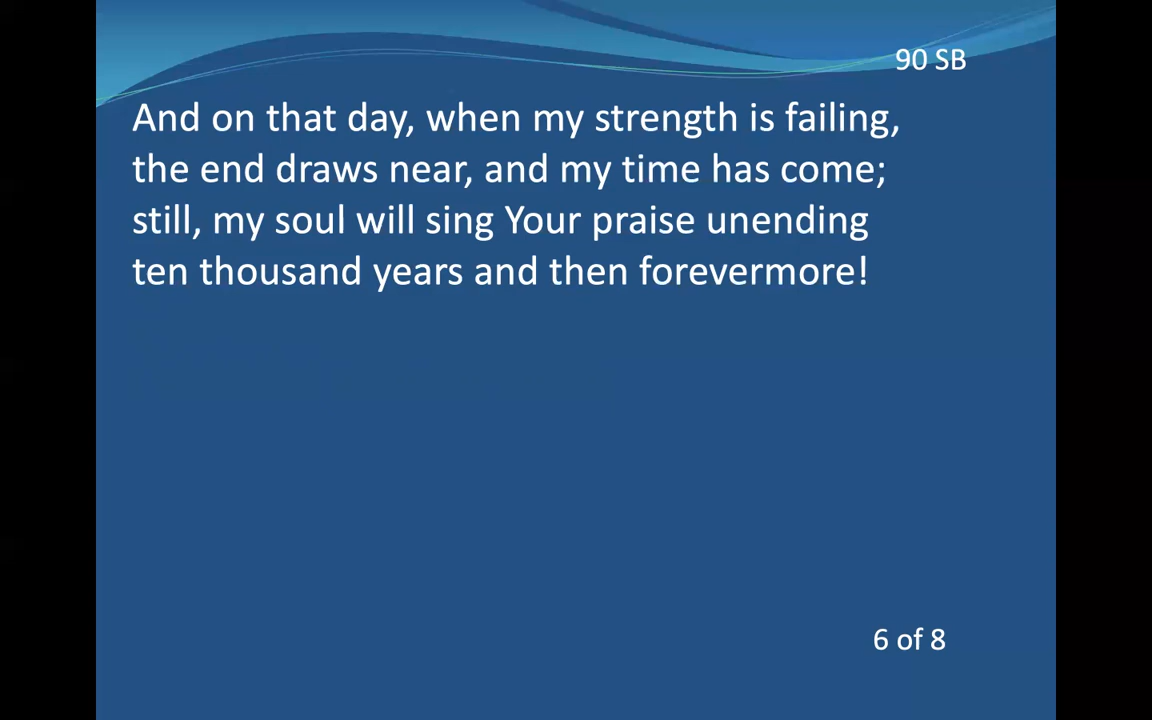 90 SB
And on that day, when my strength is failing,
the end draws near, and my time has come;
still, my soul will sing Your praise unending
ten thousand years and then forevermore!
6 of 8